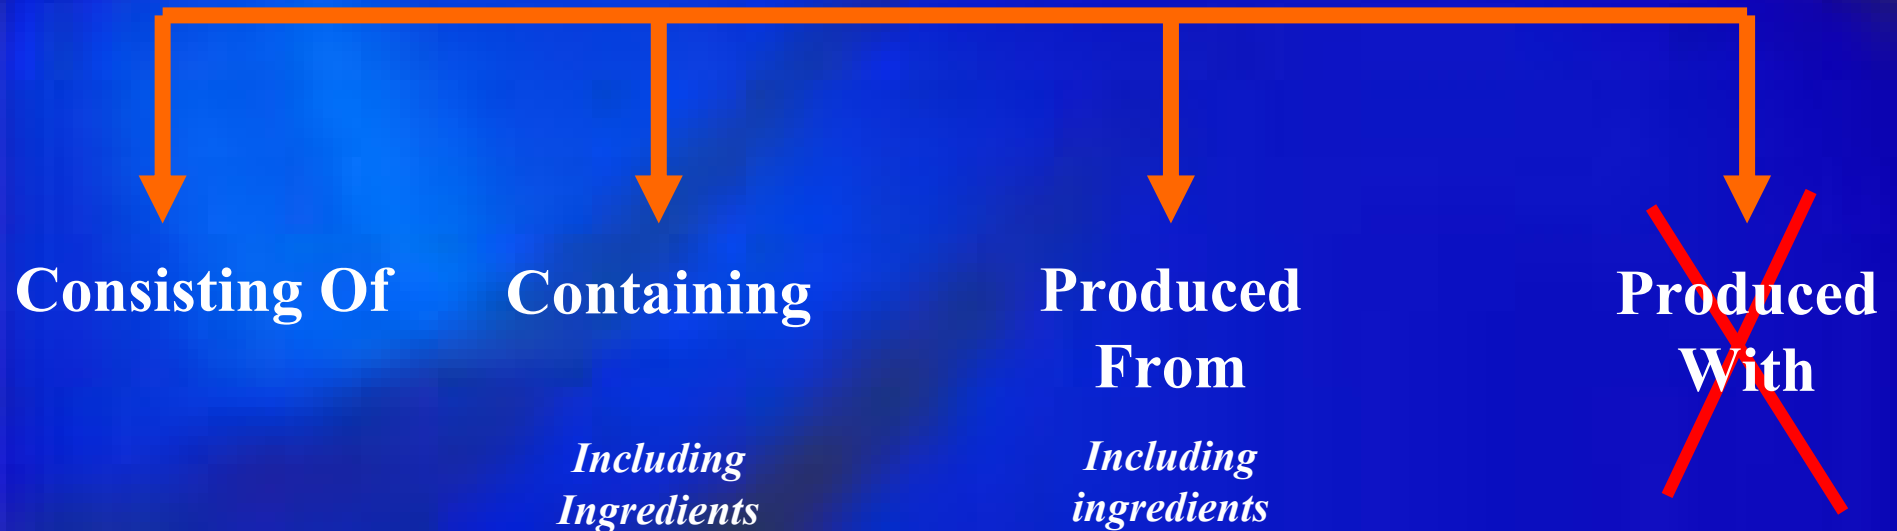 Consisting Of
Containing
Including
Ingredients
Produced
From
Including
ingredients
Produced
With